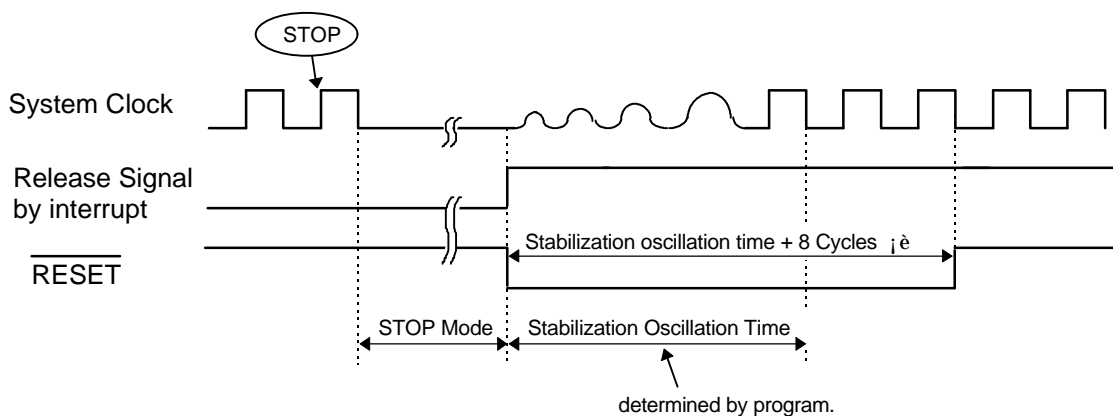 STOP
System Clock
Release Signal
by interrupt
Stabilization oscillation time + 8 Cycles ¡è
RESET
STOP Mode
Stabilization Oscillation Time
determined by program.